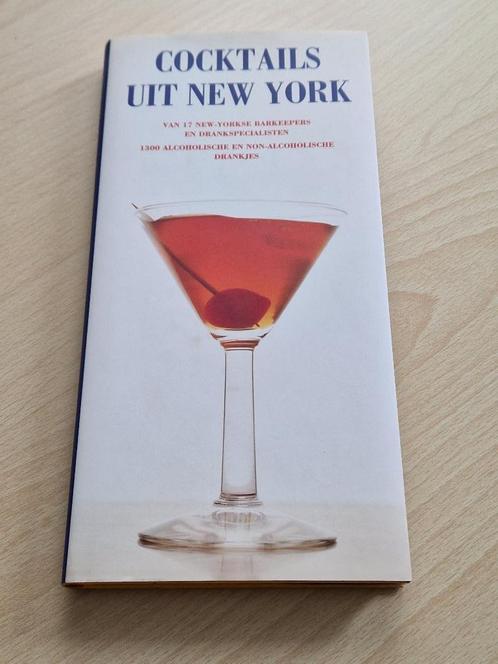 COCKTAILS
UIT NEW YORK
VAN 17 NEW-YORKSE BARKEEPERS
EN DRANKSPECIALISTEN
1300 ALCOHOLISCHE EN NON-ALCOHOLISCHE
DRANKJES